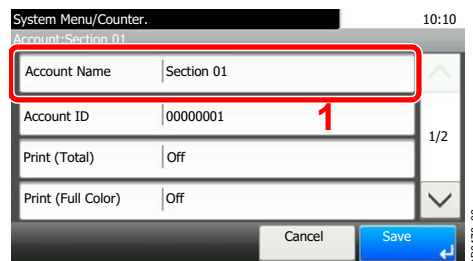 System Menu/Counter. 10:10
Account:Section 01
Account Name Section 01
Account ID 00000001
1
1/2
Print (Total) Off
Print (Full Color) Off
Cancel Save